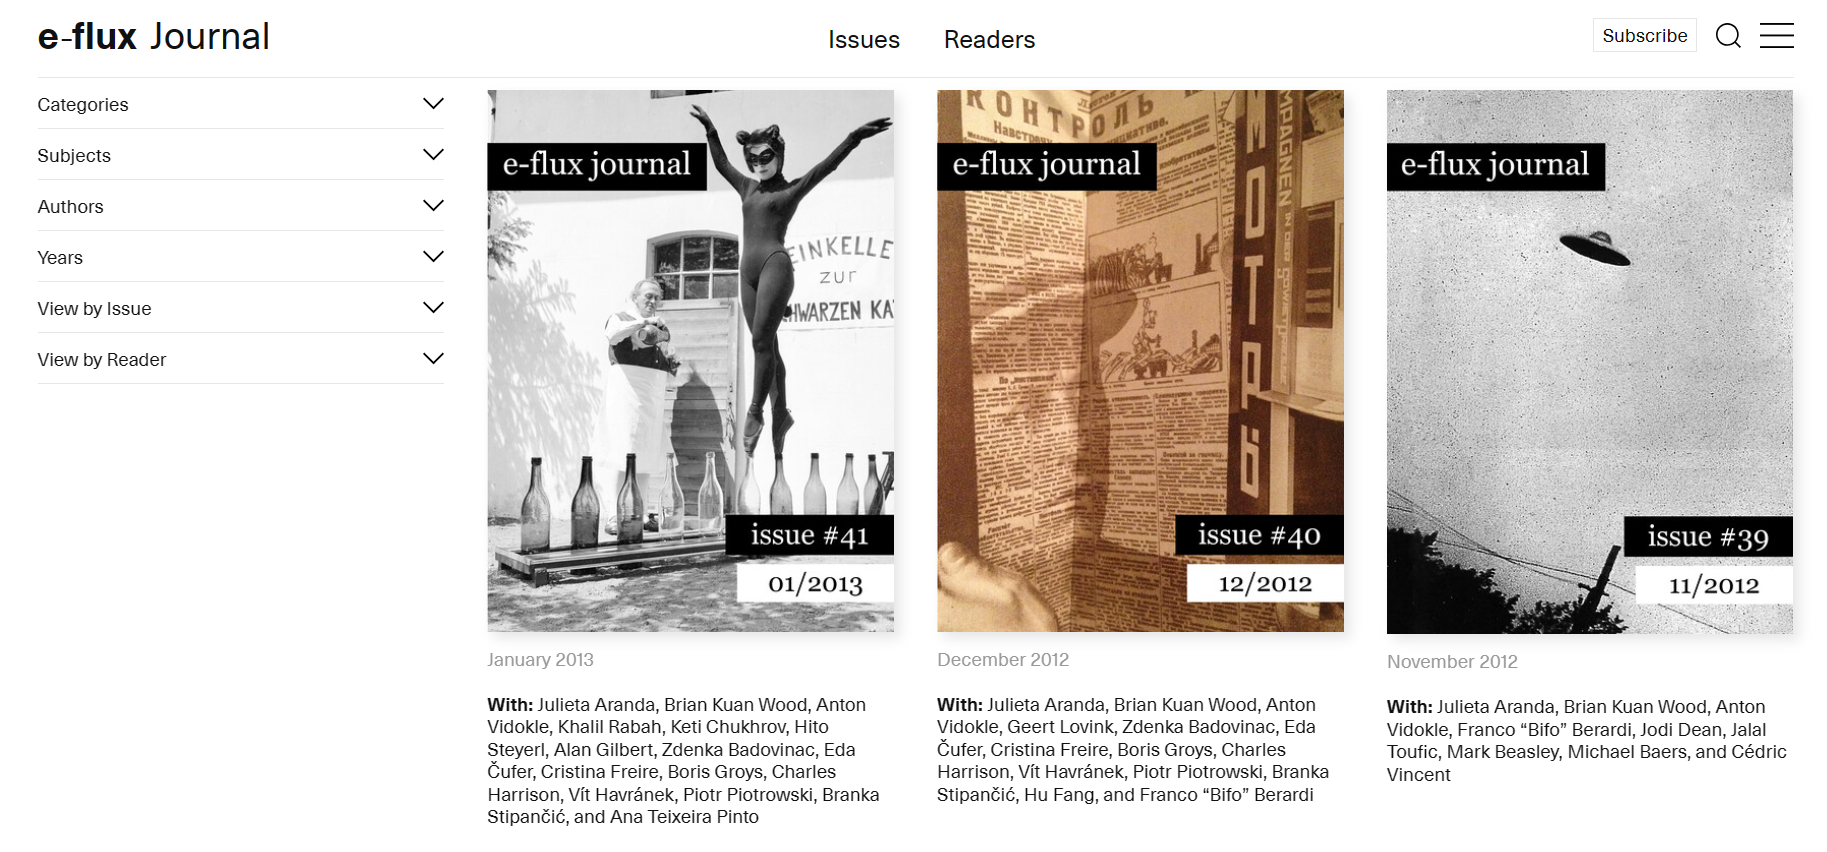 e-flux Journal
Issues
Readers
Subscribe
Categories
Subjects
Authors
Years
View by Issue
View by Reader
e-flux journal
EINKELLE
zur
HWARZEN KA
issue #41
01/2013
January 2013
With: Julieta Aranda, Brian Kuan Wood, Anton
Vidokle, Khalil Rabah, Keti Chukhrov, Hito
Steyerl, Alan Gilbert, Zdenka Badovinac, Eda
Čufer, Cristina Freire, Boris Groys, Charles
Harrison, Vít Havránek, Piotr Piotrowski, Branka
Stipančić, and Ana Teixeira Pinto
КОНТРОЛЬ
Навстречу
e-flux journal
МОТОРЪ
MPAGNEN
IN DER
issue #40
12/2012
December 2012
With: Julieta Aranda, Brian Kuan Wood, Anton
Vidokle, Geert Lovink, Zdenka Badovinac, Eda
Čufer, Cristina Freire, Boris Groys, Charles
Harrison, Vít Havránek, Piotr Piotrowski, Branka
Stipančić, Hu Fang, and Franco “Bifo” Berardi
e-flux journal
issue #39
11/2012
November 2012
With: Julieta Aranda, Brian Kuan Wood, Anton
Vidokle, Franco “Bifo” Berardi, Jodi Dean, Jalal
Toufic, Mark Beasley, Michael Baers, and Cédric
Vincent